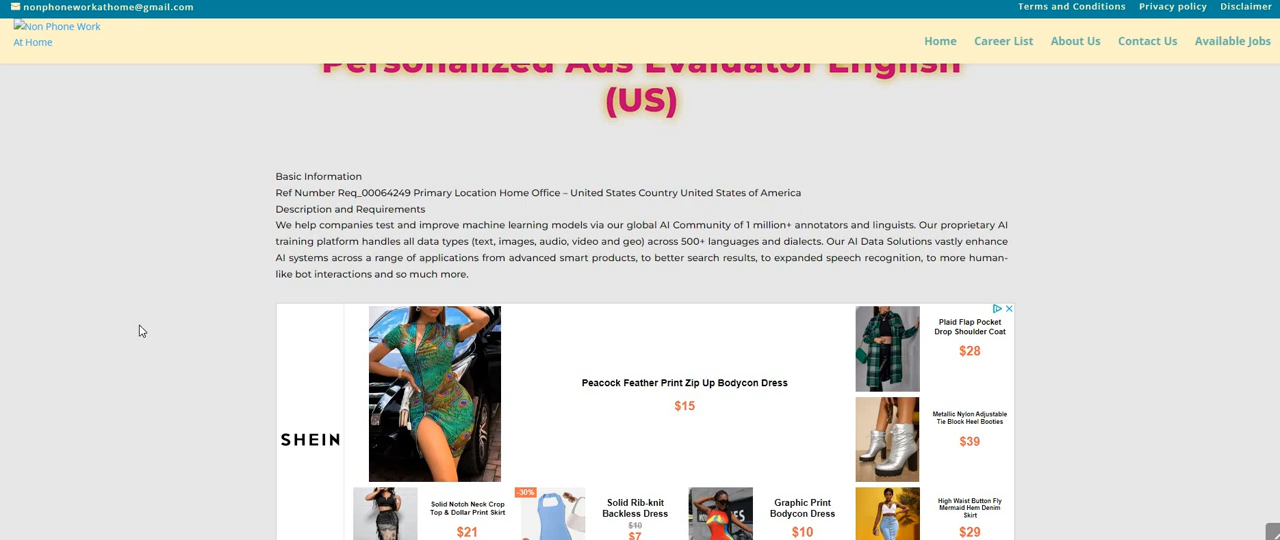 nonphoneworkathome@gmail.com
Terms and Conditions Privacy policy Disclaimer
Non Phone Work
At Home
Home Career List About Us Contact Us Available Jobs
Personalized Ads Evaluator English
(US)
Basic Information
Ref Number Req_00064249 Primary Location Home Office – United States Country United States of America
Description and Requirements
We help companies test and improve machine learning models via our global AI Community of 1 million+ annotators and linguists. Our proprietary AI
training platform handles all data types (text, images, audio, video and geo) across 500+ languages and dialects. Our AI Data Solutions vastly enhance
AI systems across a range of applications from advanced smart products, to better search results, to expanded speech recognition, to more human-
like bot interactions and so much more.
SHEIN
Peacock Feather Print Zip Up Bodycon Dress
$15
Plaid Flap Pocket
Drop Shoulder Coat
$28
Metallic Nylon Adjustable
Tie Block Heel Booties
$39
Solid Notch Neck Crop
Top & Dollar Print Skirt
$21
-30%
Solid Rib-knit
Backless Dress
$10
$7
Graphic Print
Bodycon Dress
$10
High Waist Button Fly
Mermaid Hem Denim
Skirt
$29